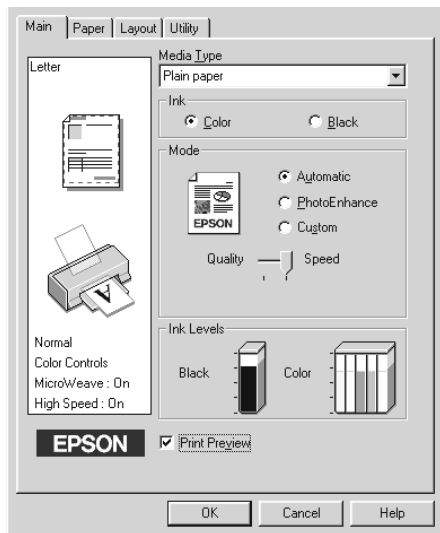 Main Paper Layout Utility
Letter
Media Type
Plain paper
Ink
Color Black
Mode
EPSON
Automatic
PhotoEnhance
Custom
Quality Speed
A
Normal
Color Controls
MicroWeave : On
High Speed : On
Ink Levels
Black Color
EPSON
Print Preview
OK Cancel Help